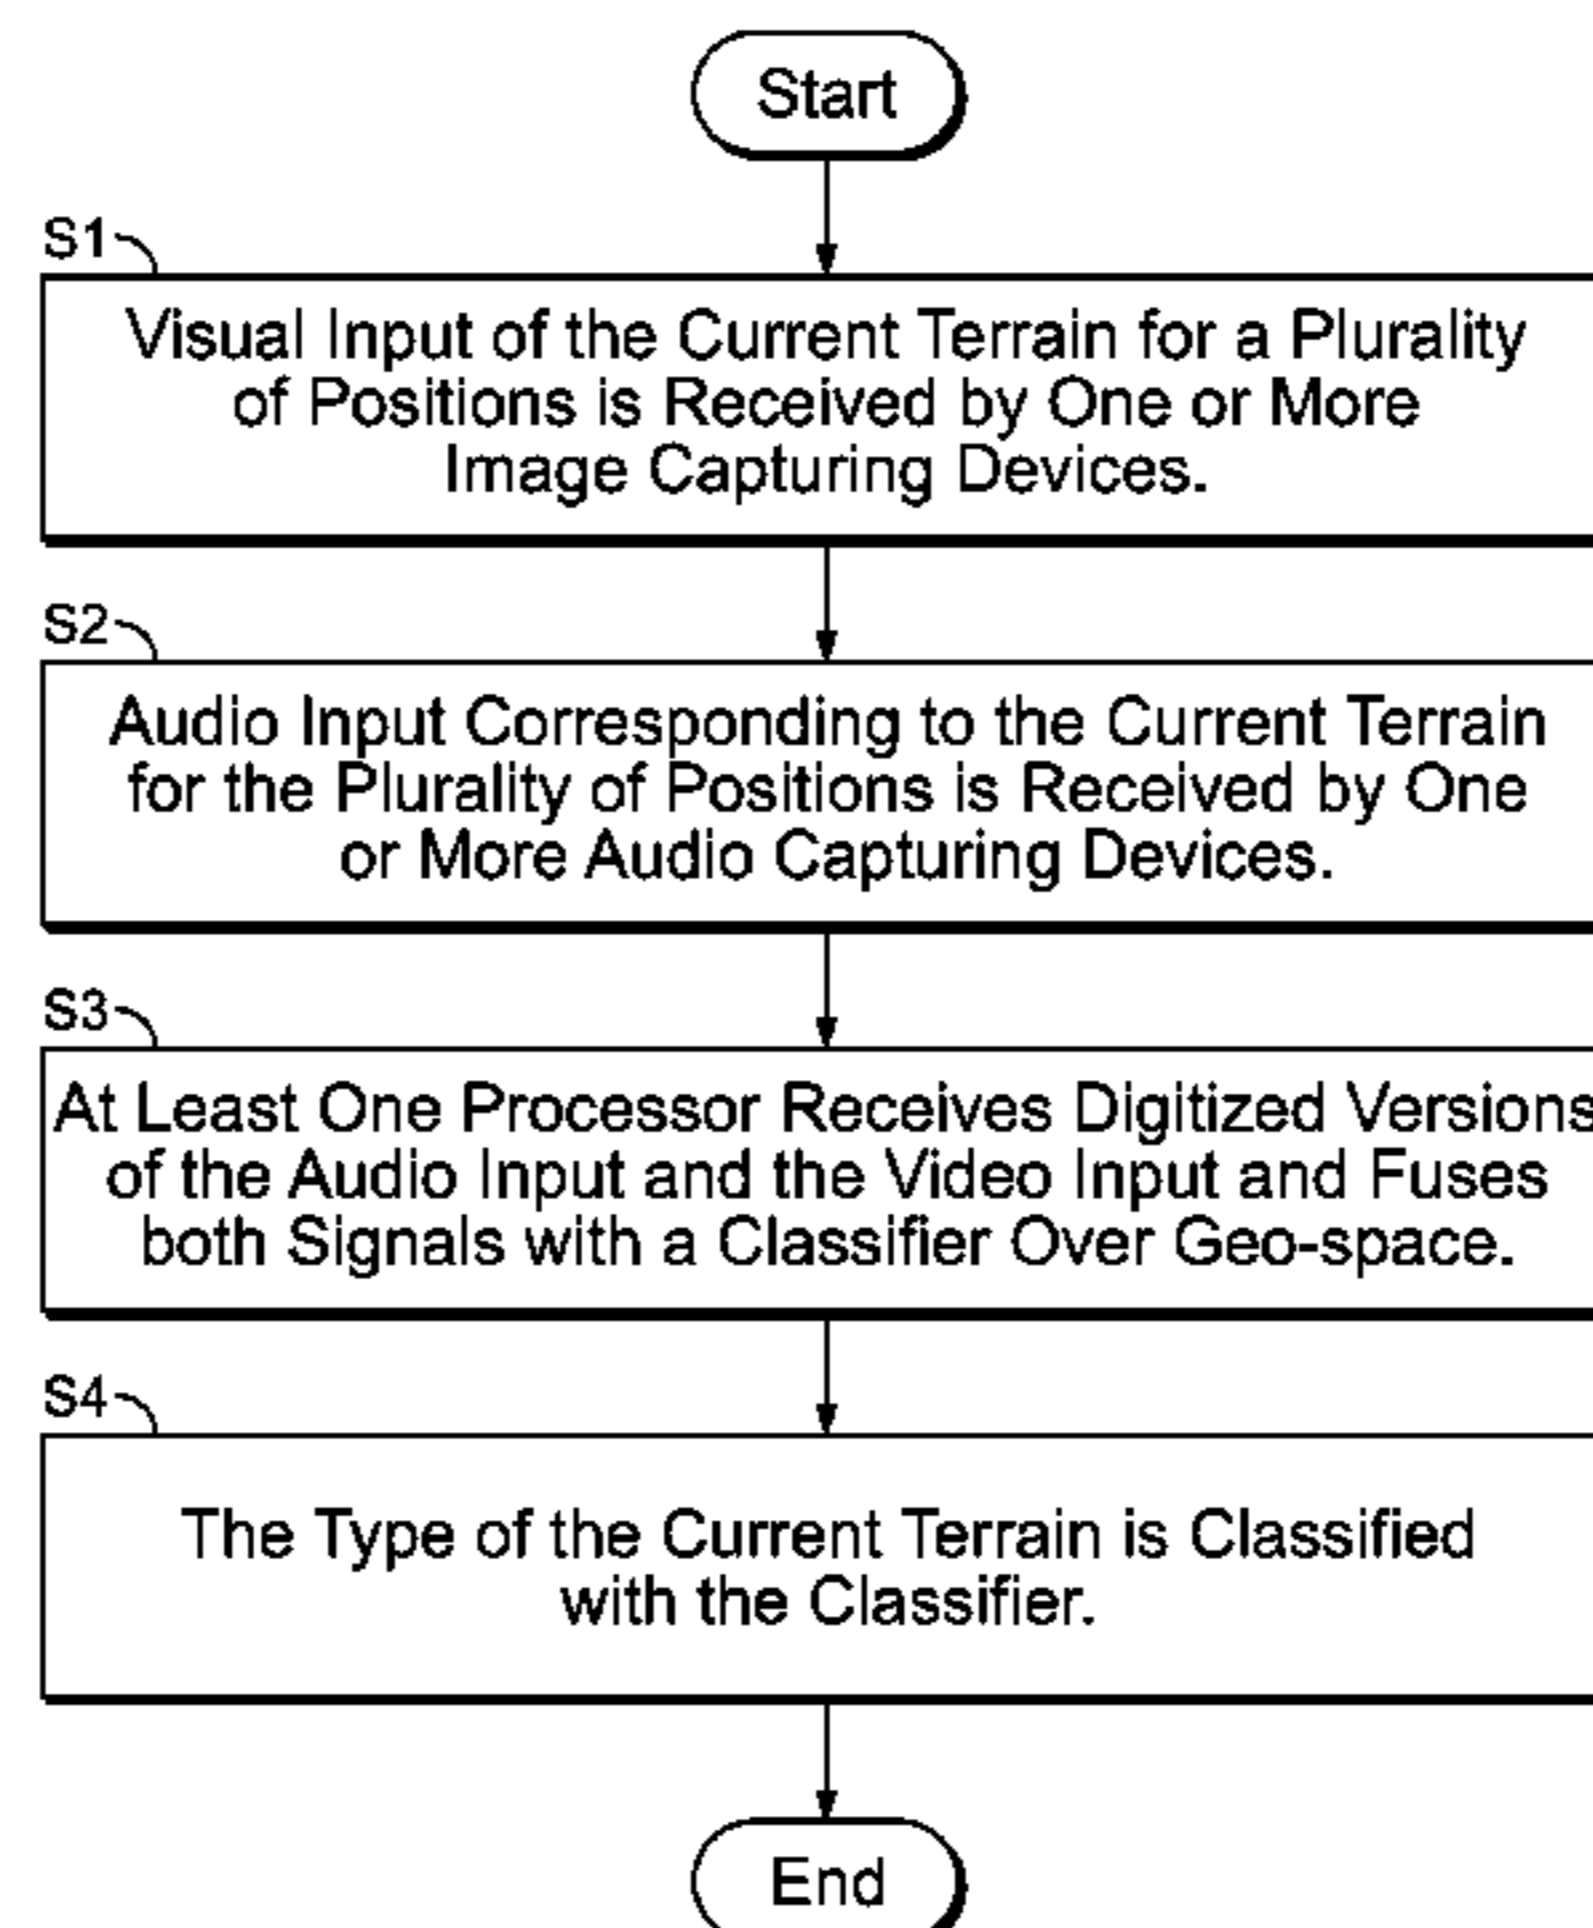 Start
S1
Visual Input of the Current Terrain for a Plurality
of Positions is Received by One or More
Image Capturing Devices.
S2
Audio Input Corresponding to the Current Terrain
for the Plurality of Positions is Received by One
or More Audio Capturing Devices.
S3
At Least One Processor Receives Digitized Versions
of the Audio Input and the Video Input and Fuses
both Signals with a Classifier Over Geo-space.
S4
The Type of the Current Terrain is Classified
with the Classifier.
End